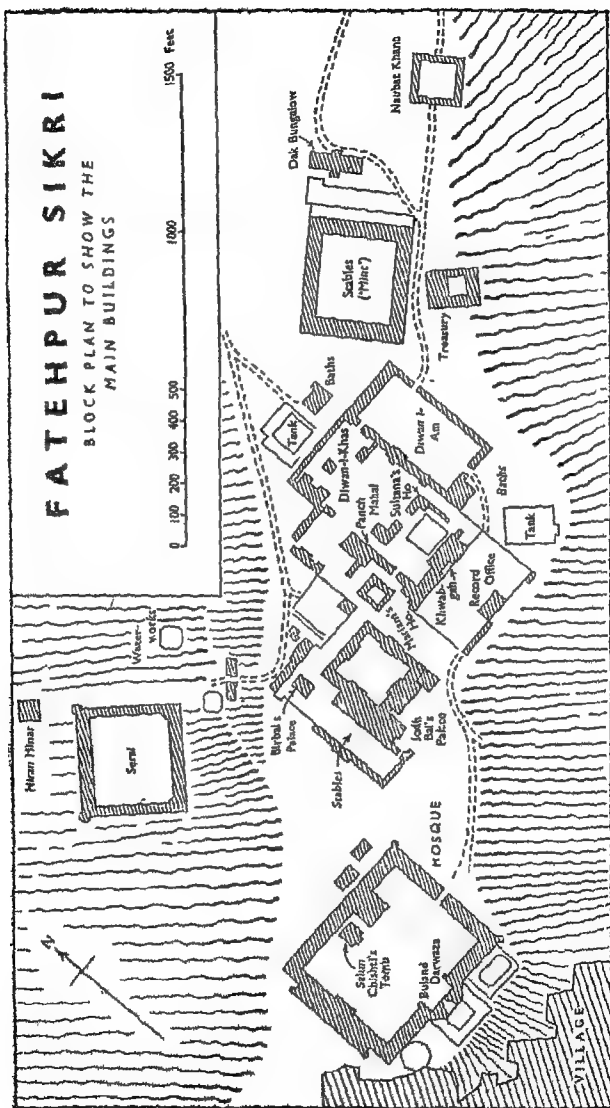 FATEHPUR SIKRI
BLOCK PLAN TO SHOW THE
MAIN BUILDINGS
0 100 200 300 400 500 1000 1500 Feet
N
Hiran Minar
Serai
Water-
works
Tank
Baths
Dak Bungalow
Naubat Khana
Stables
("Mint")
Treasury
Diwan-I-Khas
Diwan I-
Am
Panch
Mahal
Sultana's
Ho
Mariam's
Ho
Khwab-
gah
Record
Office
Baths
Tank
Birbal's
Palace
Stables
Jodh
Bai's
Palace
MOSQUE
Salim
Chishti's
Tomb
Buland
Darwaza
VILLAGE